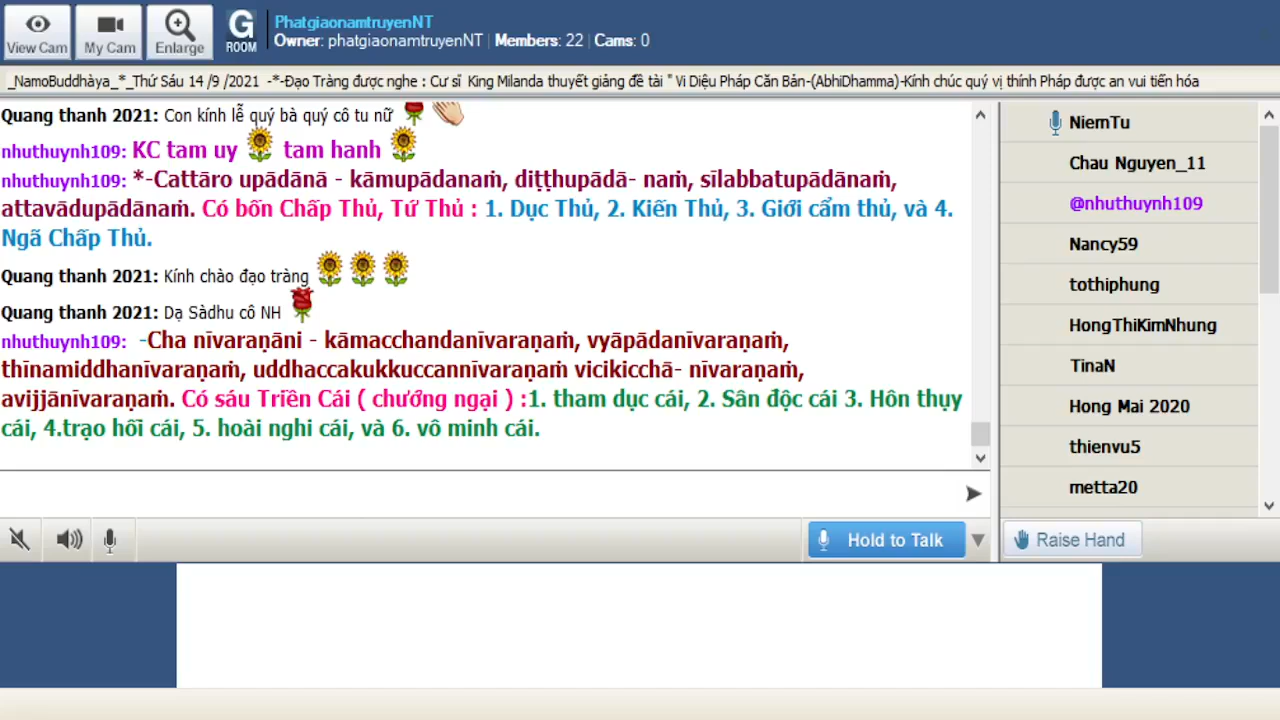 View Cam
My Cam
Enlarge
G
ROOM
PhatgiaonamtruyenNT
Owner: phatgiaonamtruyenNT | Members: 22 | Cams: 0
_NamoBuddhàya_*_Thứ Sáu 14 /9 /2021 -*-Đạo Tràng được nghe : Cư sĩ King Milanda thuyết giảng đề tài " Vi Diệu Pháp Căn Bản-(AbhiDhamma)-Kính chúc quý vị thính Pháp được an vui tiến hóa
Quang thanh 2021: Con kính lễ quý bà quý cô tu nữ
nhuthuynh109: KC tam uy tam hanh
nhuthuynh109: *-Cattāro upādānā - kāmupādanaṁ, diṭṭhupādā- naṁ, sīlabbatupādānaṁ,
attavādupādānaṁ. Có bốn Chấp Thủ, Tứ Thủ : 1. Dục Thủ, 2. Kiến Thủ, 3. Giới cẩm thủ, và 4.
Ngã Chấp Thủ.
Quang thanh 2021: Kính chào đạo tràng
Quang thanh 2021: Dạ Sàdhu cô NH
nhuthuynh109: -Cha nīvaraṇāni - kāmacchandanīvaraṇaṁ, vyāpādanīvaraṇaṁ,
thīnamiddhanīvaraṇaṁ, uddhaccakukkuccannīvaraṇaṁ vicikicchā- nīvaraṇaṁ,
avijjānīvaraṇaṁ. Có sáu Triền Cái ( chướng ngại ) :1. tham dục cái, 2. Sân độc cái 3. Hôn thụy
cái, 4.trạo hối cái, 5. hoài nghi cái, và 6. vô minh cái.
NiemTu
Chau Nguyen_11
@nhuthuynh109
Nancy59
tothiphung
HongThiKimNhung
TinaN
Hong Mai 2020
thienvu5
metta20
Hold to Talk
Raise Hand